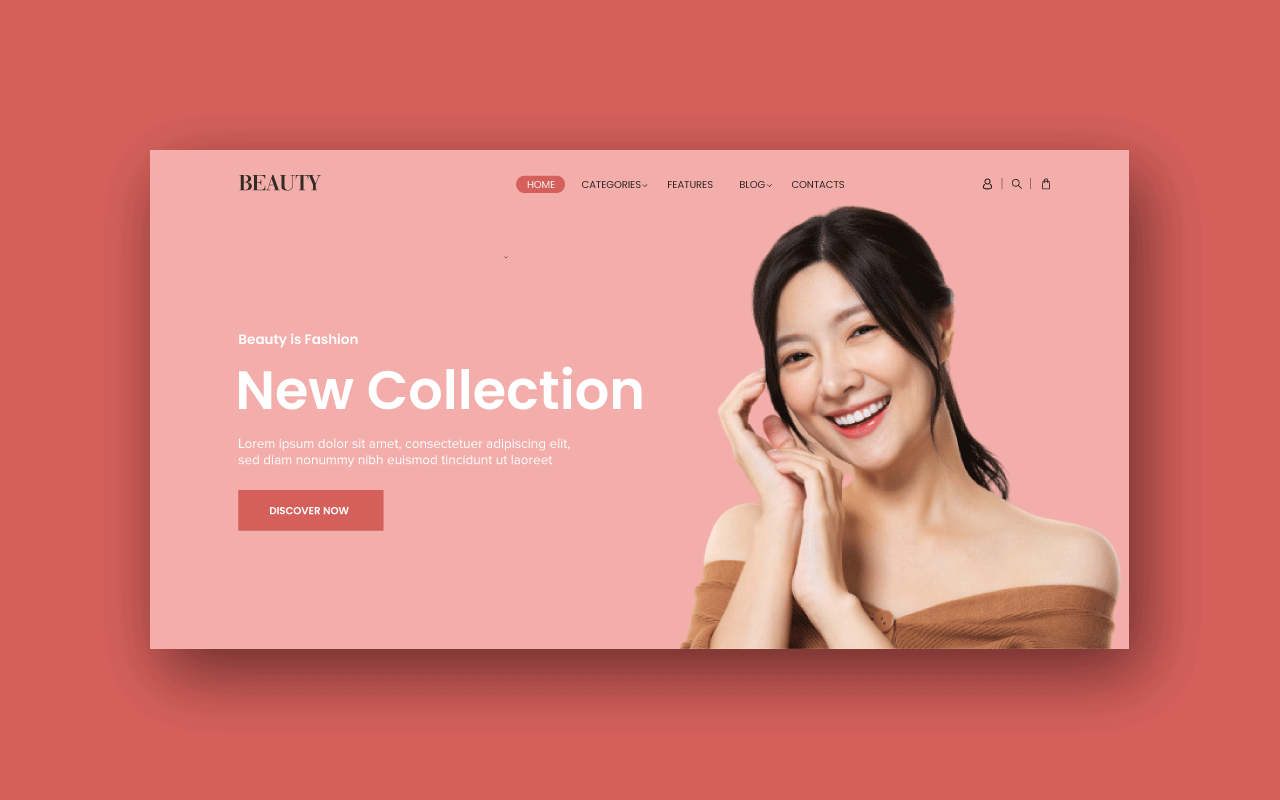 BEAUTY
HOME CATEGORIES FEATURES BLOG CONTACTS
Beauty is Fashion
New Collection
Lorem ipsum dolor sit amet, consectetuer adipiscing elit,
sed diam nonummy nibh euismod tincidunt ut laoreet
DISCOVER NOW